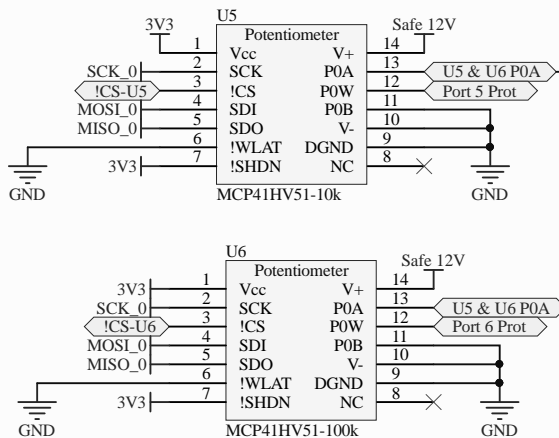 U5
3V3 Potentiometer Safe 12V
1 Vcc V+ 14
SCK_0 2 SCK P0A 13 U5 & U6 P0A
!CS-U5 3 !CS P0W 12 Port 5 Prot
MOSI_0 4 SDI P0B 11
MISO_0 5 SDO V- 10
6 !WLAT DGND 9
3V3 7 !SHDN NC 8
GND MCP41HV51-10k GND
U6
Potentiometer Safe 12V
3V3 1 Vcc V+ 14
SCK_0 2 SCK P0A 13 U5 & U6 P0A
!CS-U6 3 !CS P0W 12 Port 6 Prot
MOSI_0 4 SDI P0B 11
MISO_0 5 SDO V- 10
6 !WLAT DGND 9
3V3 7 !SHDN NC 8
GND MCP41HV51-100k GND